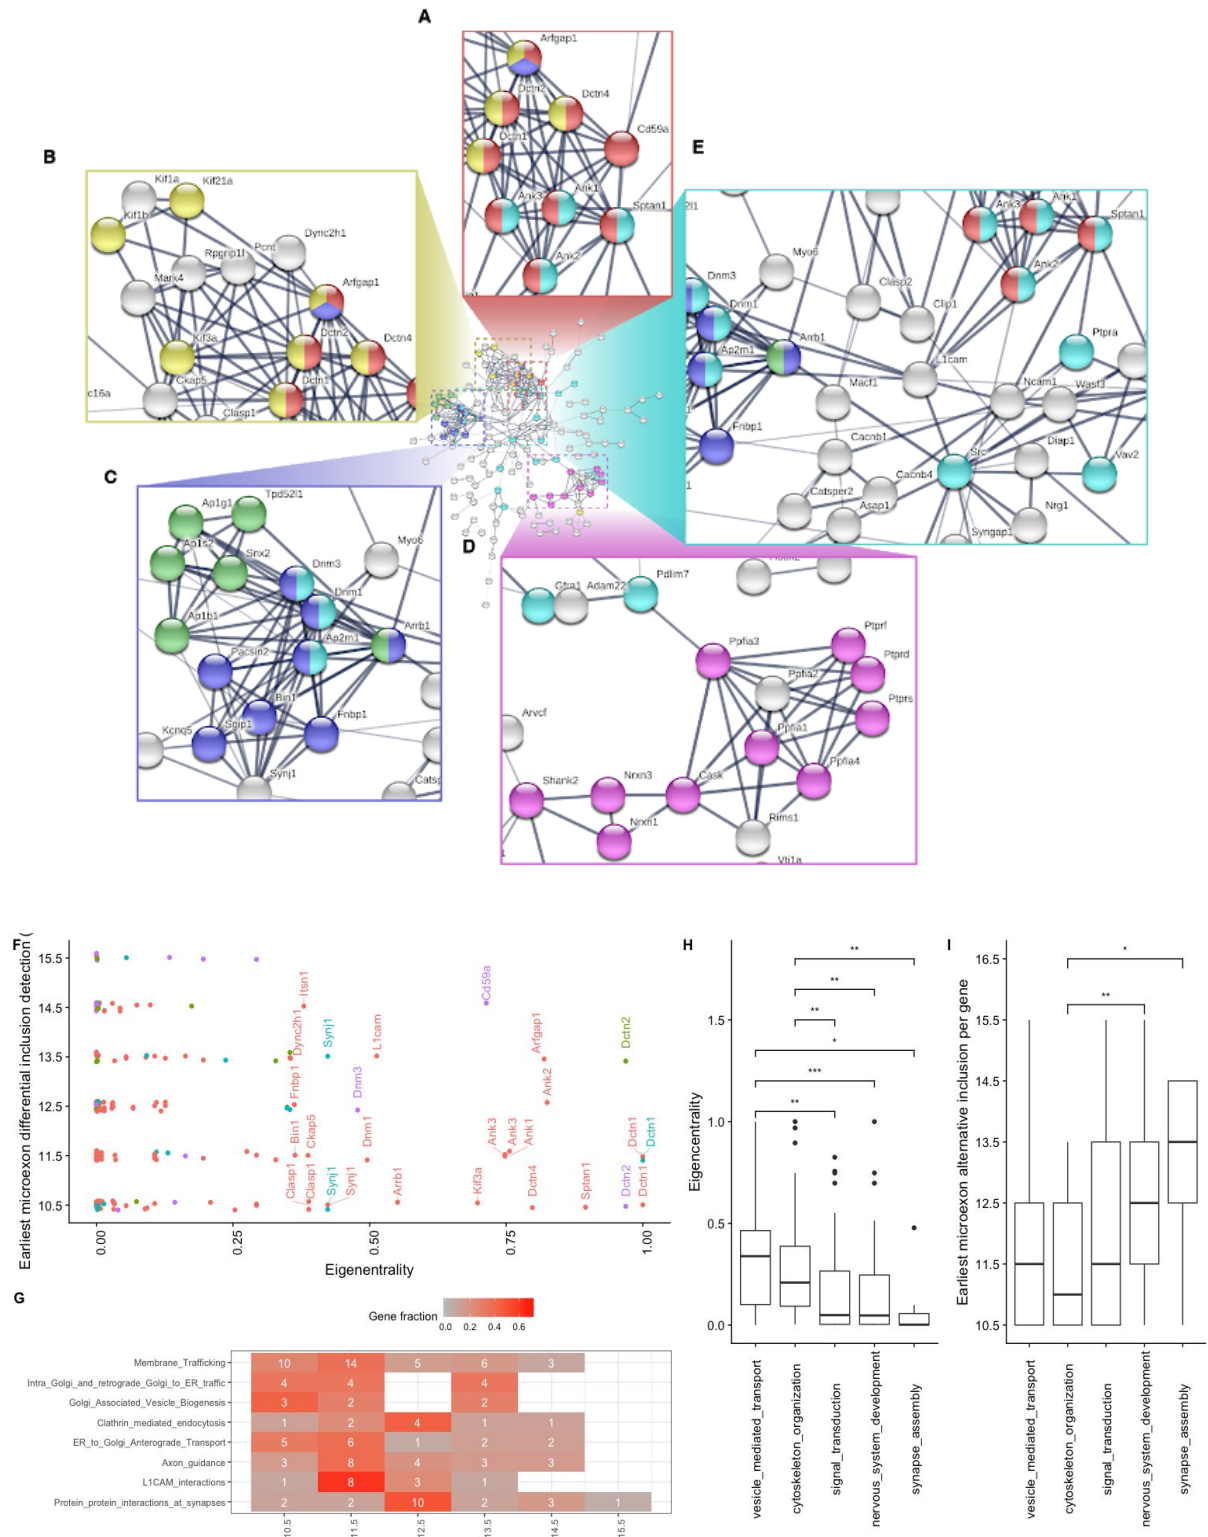 A
Arfgap1
Dctn2
Dctn4
Dctn1
Cd59a
Ank3
Ank1
Sptan1
Ank2
B
Kif1a
Kif21a
Kif1b
Rpgrip1l
Pcnt
Dync2h1
Mark4
Arfgap1
Kif3a
Dctn2
Dctn4
Ckap5
Dctn1
c16a
Clasp1
E
2l1
Ank3
Ank1
Sptan1
Myo6
Ank2
Dnm3
Clasp2
Dnm1
Clip1
Ptpra
Ap2m1
Arrb1
L1cam
Macf1
Ncam1
Wasf3
Fnbp1
Cacnb1
Diap1
Src
Vav2
Catsper2
Cacnb4
Asap1
Nrg1
Syngap1
C
Ap1g1
Tpd52l1
Ap1s2
Snx2
Myo6
Dnm3
Dnm1
Ap1b1
Arrb1
Ap2m1
Pacsin2
Bin1
Fnbp1
Kcnq5
Sgip1
Synj1
Catsp
D
Gfra1
Adam22
Pdlim7
Ppfia3
Ptprf
Ptprd
Ppfia2
Ptprs
Arvcf
Ppfia1
Shank2
Nrxn3
Cask
Ppfia4
Nrxn1
Rims1
Vti1a
F
Earliest microexon differential inclusion detection (
15.5
14.5
13.5
12.5
11.5
10.5
Itsn1
Dync2h1
Synj1
L1cam
Cd59a
Arfgap1
Dctn2
Fnbp1
Dnm3
Ank2
Bin1
Ckap5
Dnm1
Ank3
Ank3
Ank1
Dctn1
Dctn1
Clasp1
Clasp1
Synj1
Synj1
Arrb1
Kif3a
Dctn4
Sptan1
Dctn2
Dctn1
0.00
0.25
0.50
0.75
1.00
Eigenentrality
G
Gene fraction
0.0 0.2 0.4 0.6
Membrane_Trafficking 10 14 5 6 3
Intra_Golgi_and_retrograde_Golgi_to_ER_traffic 4 4 4
Golgi_Associated_Vesicle_Biogenesis 3 2 2
Clathrin_mediated_endocytosis 1 2 4 1 1
ER_to_Golgi_Anterograde_Transport 5 6 1 2 2
Axon_guidance 3 8 4 3 3
L1CAM_interactions 1 8 3 1
Protein_protein_interactions_at_synapses 2 2 10 2 3 1
10.5
11.5
12.5
13.5
14.5
15.5
H
Eigencentrality
1.5
1.0
0.5
0.0
**
**
**
*
***
**
vesicle_mediated_transport
cytoskeleton_organization
signal_transduction
nervous_system_development
synapse_assembly
I
Earliest microexon alternative inclusion per gene
16.5
15.5
14.5
13.5
12.5
11.5
10.5
*
**
vesicle_mediated_transport
cytoskeleton_organization
signal_transduction
nervous_system_development
synapse_assembly